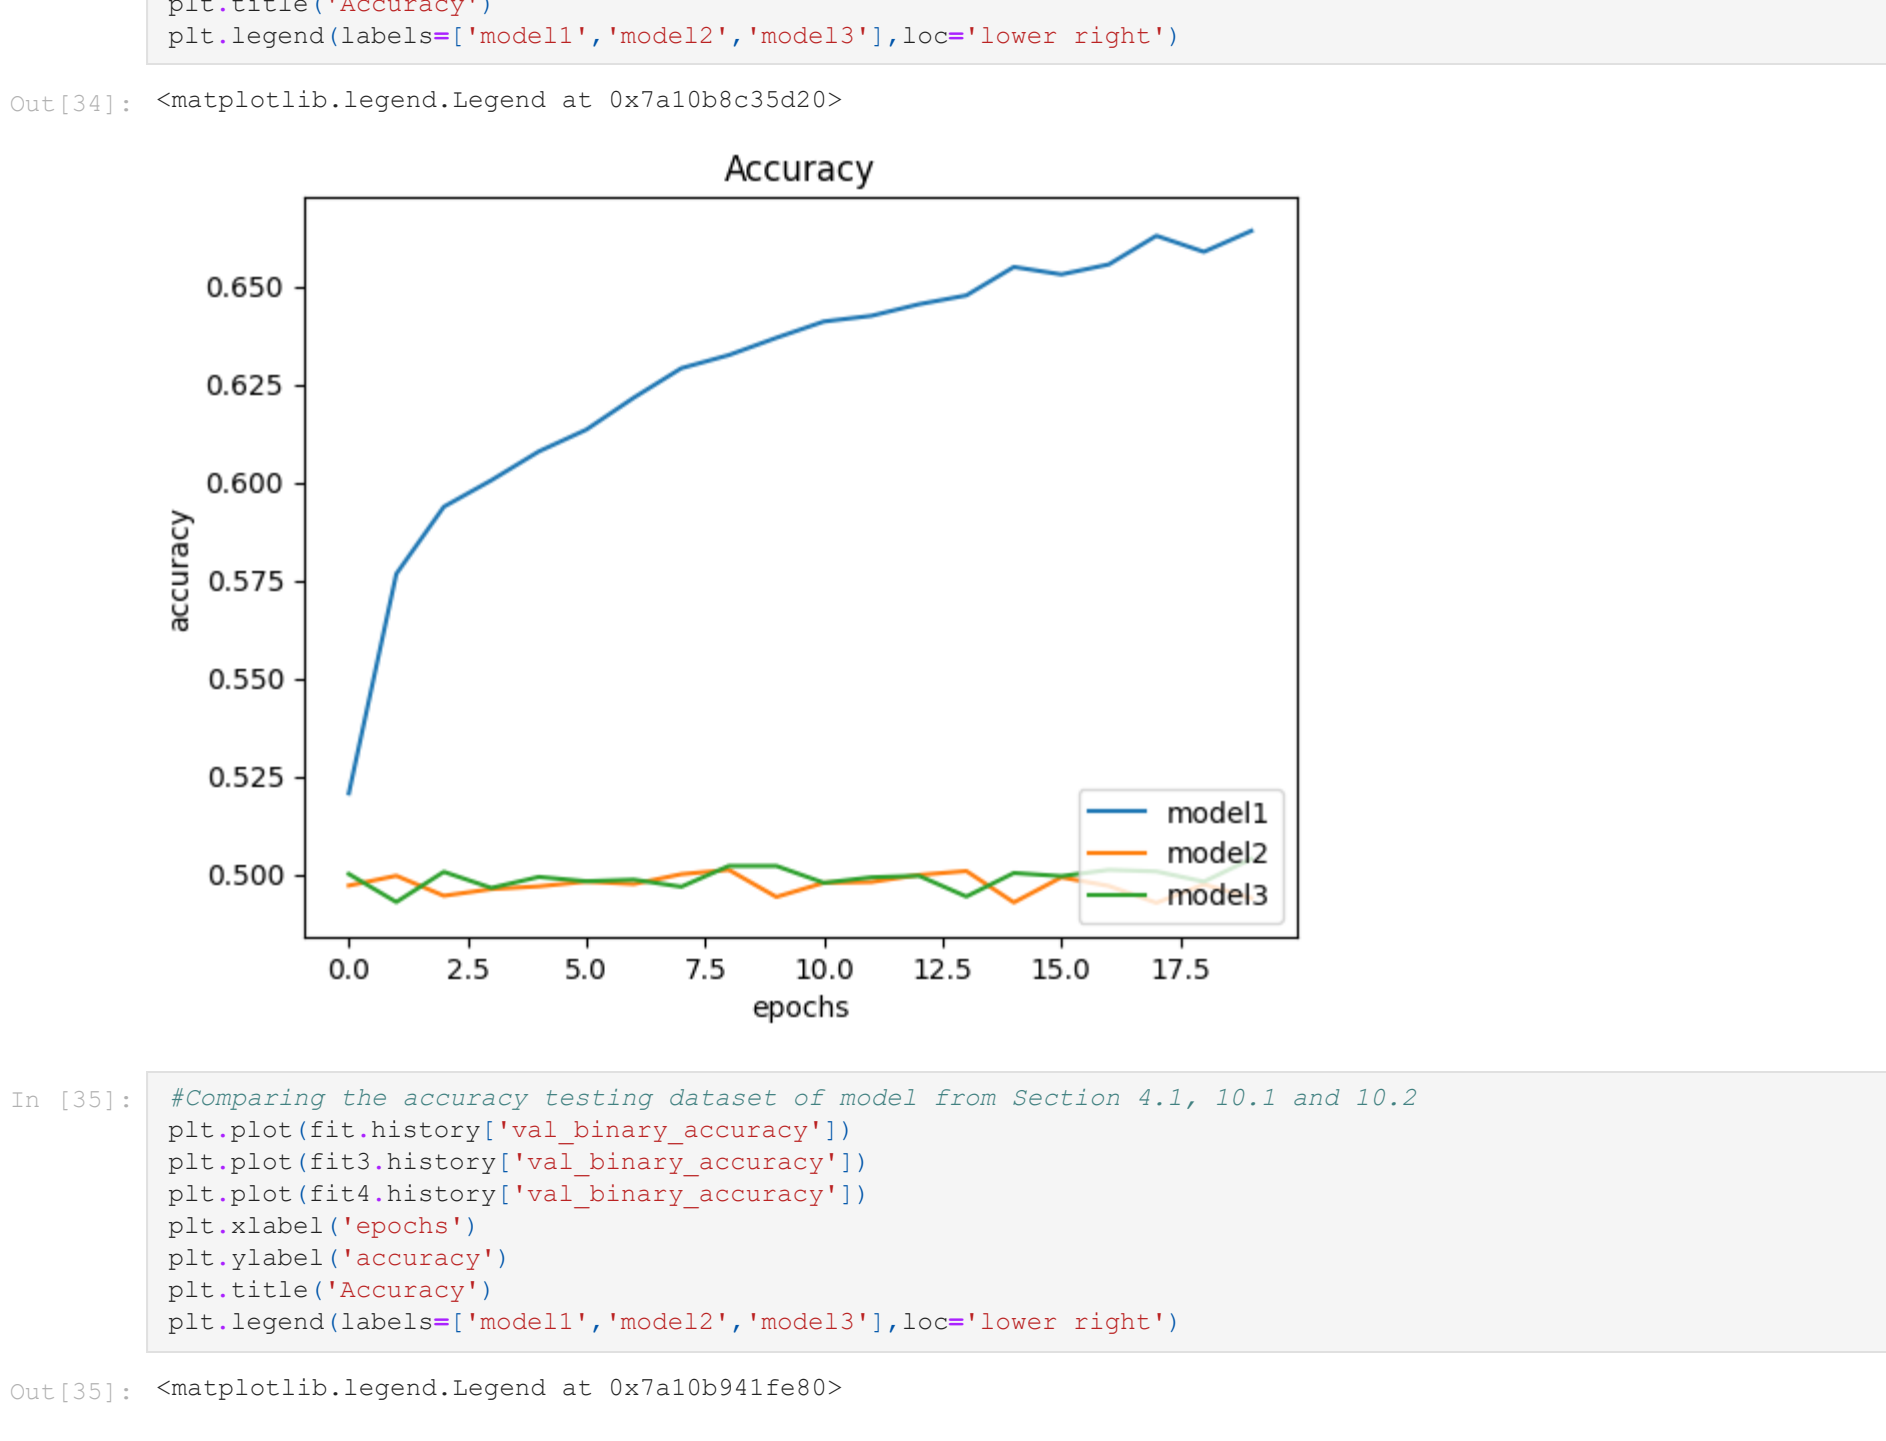 plt.title('Accuracy')
plt.legend(labels=['model1','model2','model3'],loc='lower right')
Out[34]: <matplotlib.legend.Legend at 0x7a10b8c35d20>
Accuracy
0.650
0.625
0.600
0.575
0.550
0.525
0.500
accuracy
model1
model2
model3
0.0 2.5 5.0 7.5 10.0 12.5 15.0 17.5
epochs
In [35]: #Comparing the accuracy testing dataset of model from Section 4.1, 10.1 and 10.2
plt.plot(fit.history['val_binary_accuracy'])
plt.plot(fit3.history['val_binary_accuracy'])
plt.plot(fit4.history['val_binary_accuracy'])
plt.xlabel('epochs')
plt.ylabel('accuracy')
plt.title('Accuracy')
plt.legend(labels=['model1','model2','model3'],loc='lower right')
Out[35]: <matplotlib.legend.Legend at 0x7a10b941fe80>